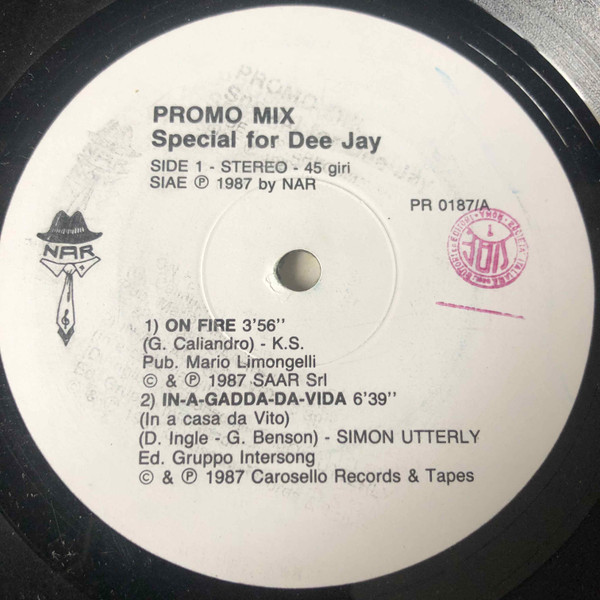 PROMO MIX
Special for Dee Jay
SIDE 1 - STEREO - 45 giri
SIAE Ⓟ 1987 by NAR
PR 0187/A
NAR
1) ON FIRE 3'56''
(G. Caliandro) - K.S.
Pub. Mario Limongelli
© & Ⓟ 1987 SAAR Srl
2) IN-A-GADDA-DA-VIDA 6'39''
(In a casa da Vito)
(D. Ingle - G. Benson) - SIMON UTTERLY
Ed. Gruppo Intersong
© & Ⓟ 1987 Carosello Records & Tapes